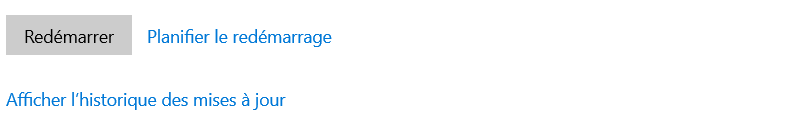 Redémarrer Planifier le redémarrage
Afficher l’historique des mises à jour